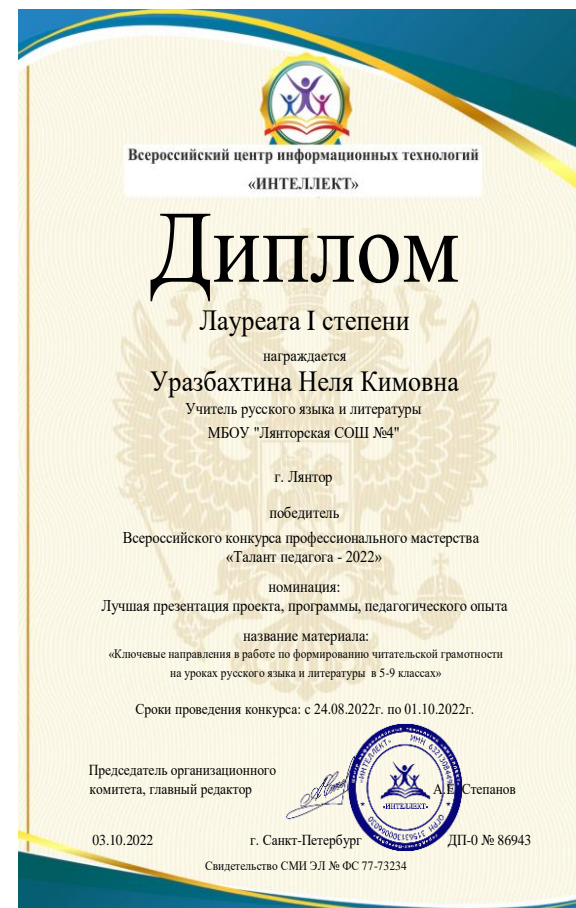 Всероссийский центр информационных технологий
«ИНТЕЛЛЕКТ»
Диплом
Лауреата I степени
награждается
Уразбахтина Неля Кимовна
Учитель русского языка и литературы
МБОУ "Лянторская СОШ №4"
г. Лянтор
победитель
Всероссийского конкурса профессионального мастерства
«Талант педагога - 2022»
номинация:
Лучшая презентация проекта, программы, педагогического опыта
название материала:
«Ключевые направления в работе по формированию читательской грамотности
на уроках русского языка и литературы в 5-9 классах»
Сроки проведения конкурса: с 24.08.2022г. по 01.10.2022г.
Председатель организационного
комитета, главный редактор
Степанов
«ИНТЕЛЛЕКТ»
-ИНТЕЛЛЕКТ-
03.10.2022 г. Санкт-Петербург ДП-0 № 86943
Свидетельство СМИ ЭЛ № ФС 77-73234